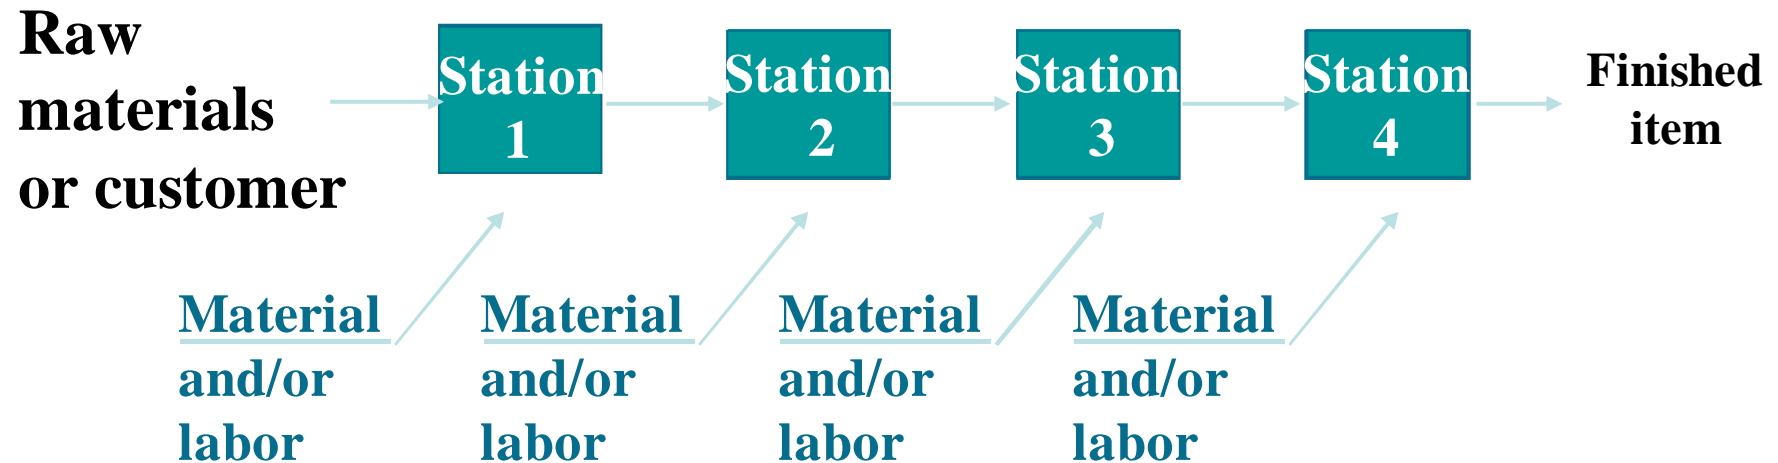 Raw
materials
or customer
Station
1
Station
2
Station
3
Station
4
Finished
item
Material
and/or
labor
Material
and/or
labor
Material
and/or
labor
Material
and/or
labor